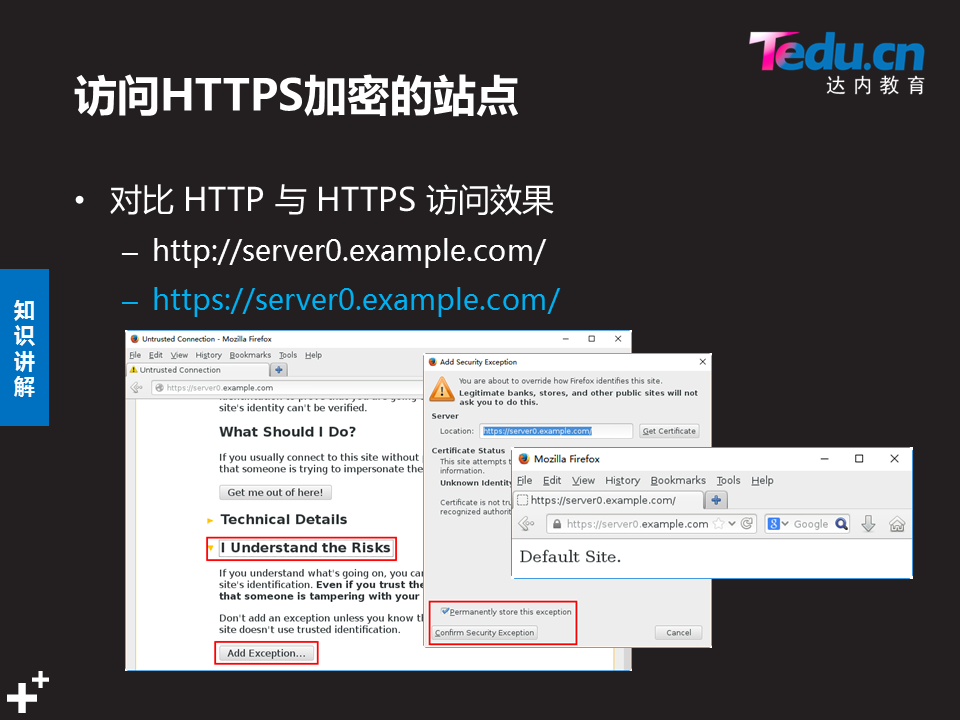 Tedu.cn
达内教育
访问HTTPS加密的站点
• 对比 HTTP 与 HTTPS 访问效果
– http://server0.example.com/
– https://server0.example.com/
知识讲解
Untrusted Connection - Mozilla Firefox
File Edit View History Bookmarks Tools Help
Untrusted Connection
https://server0.example.com
site's identity can't be verified.
What Should I Do?
If you usually connect to this site without
that someone is trying to impersonate the
Get me out of here!
Technical Details
I Understand the Risks
If you understand what's going on, you can
site's identification. Even if you trust the
that someone is tampering with your
Don't add an exception unless you know th
site doesn't use trusted identification.
Add Exception...
Add Security Exception
You are about to override how Firefox identifies this site.
Legitimate banks, stores, and other public sites will not
ask you to do this.
Server
Location: https://server0.example.com/ Get Certificate
Certificate Status
This site attempts
information.
Unknown Identity
Certificate is not tru
recognized authori
Permanently store this exception
Confirm Security Exception Cancel
Mozilla Firefox
File Edit View History Bookmarks Tools Help
https://server0.example.com/
https://server0.example.com Google
Default Site.